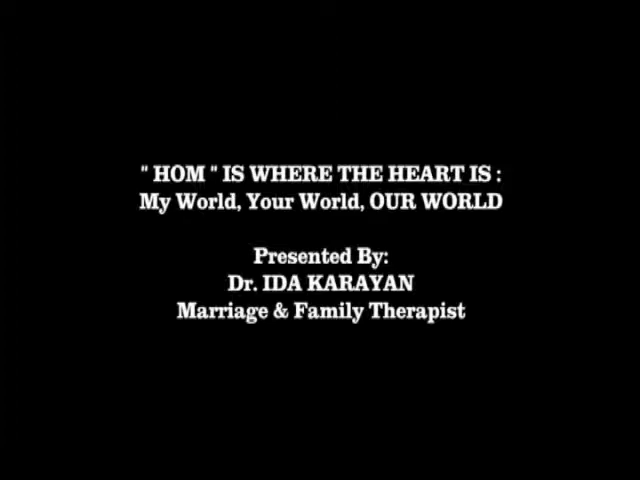 " HOM " IS WHERE THE HEART IS :
My World, Your World, OUR WORLD
Presented By:
Dr. IDA KARAYAN
Marriage & Family Therapist